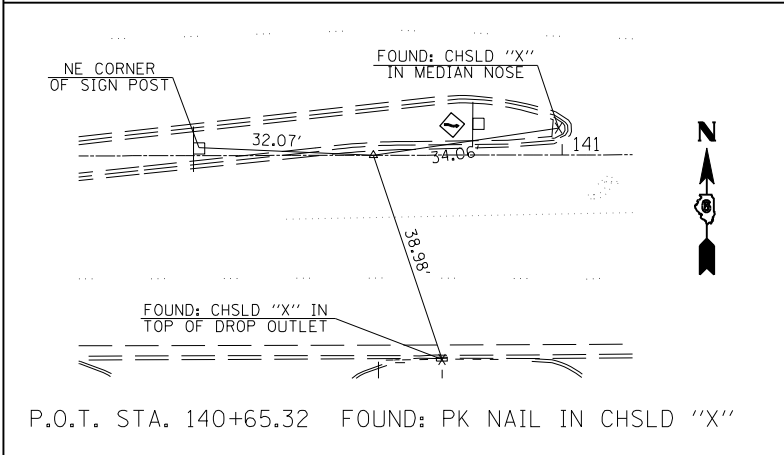 NE CORNER
OF SIGN POST
FOUND: CHSLD "X"
IN MEDIAN NOSE
32.07'
34.06'
141
N
38.98'
FOUND: CHSLD "X" IN
TOP OF DROP OUTLET
P.O.T. STA. 140+65.32 FOUND: PK NAIL IN CHSLD "X"